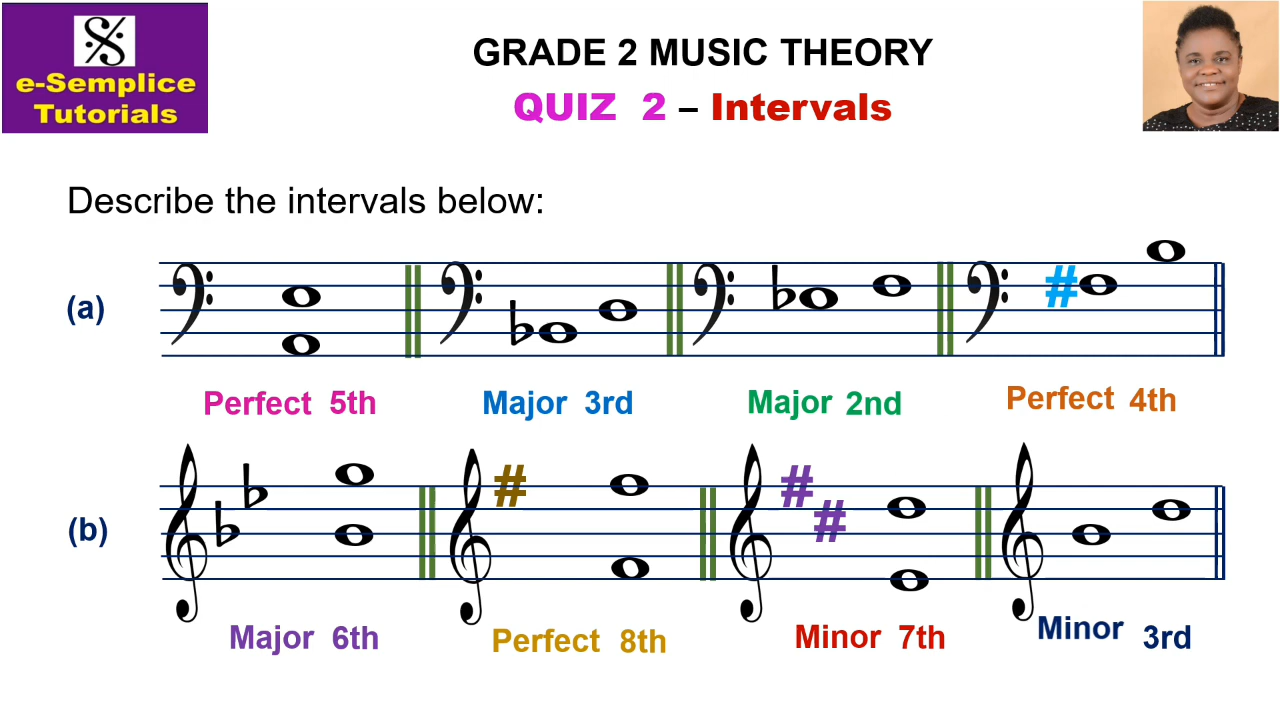 e-Semplice
Tutorials
GRADE 2 MUSIC THEORY
QUIZ 2 – Intervals
Describe the intervals below:
(a)
Perfect 5th
Major 3rd
Major 2nd
Perfect 4th
(b)
Major 6th
Perfect 8th
Minor 7th
Minor 3rd